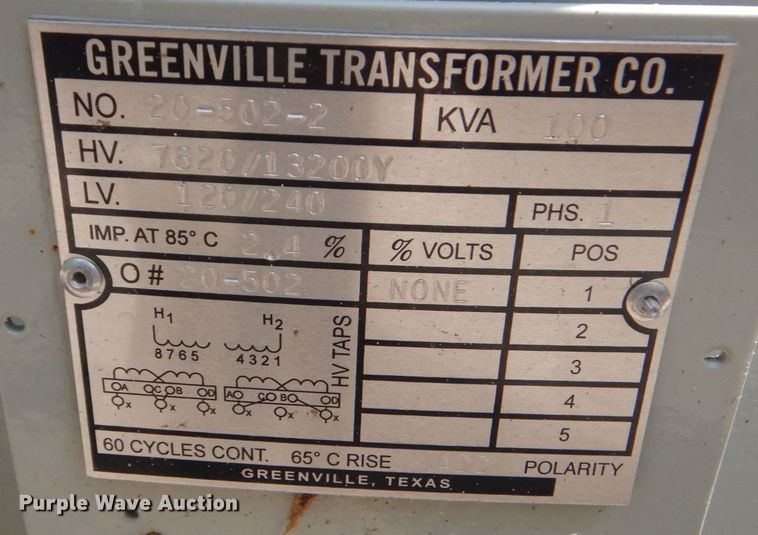 GREENVILLE TRANSFORMER CO.
NO. 20-502-2 KVA 100
HV. 7620/13200Y
LV. 120/240 PHS. 1
IMP. AT 85° C 2.4 % % VOLTS POS
O # 20-502 NONE 1
H1 H2 2
8765 4321 3
HV TAPS
A C B D A C B D 4
X X X X X X 5
60 CYCLES CONT. 65° C RISE POLARITY
GREENVILLE, TEXAS
Purple Wave Auction